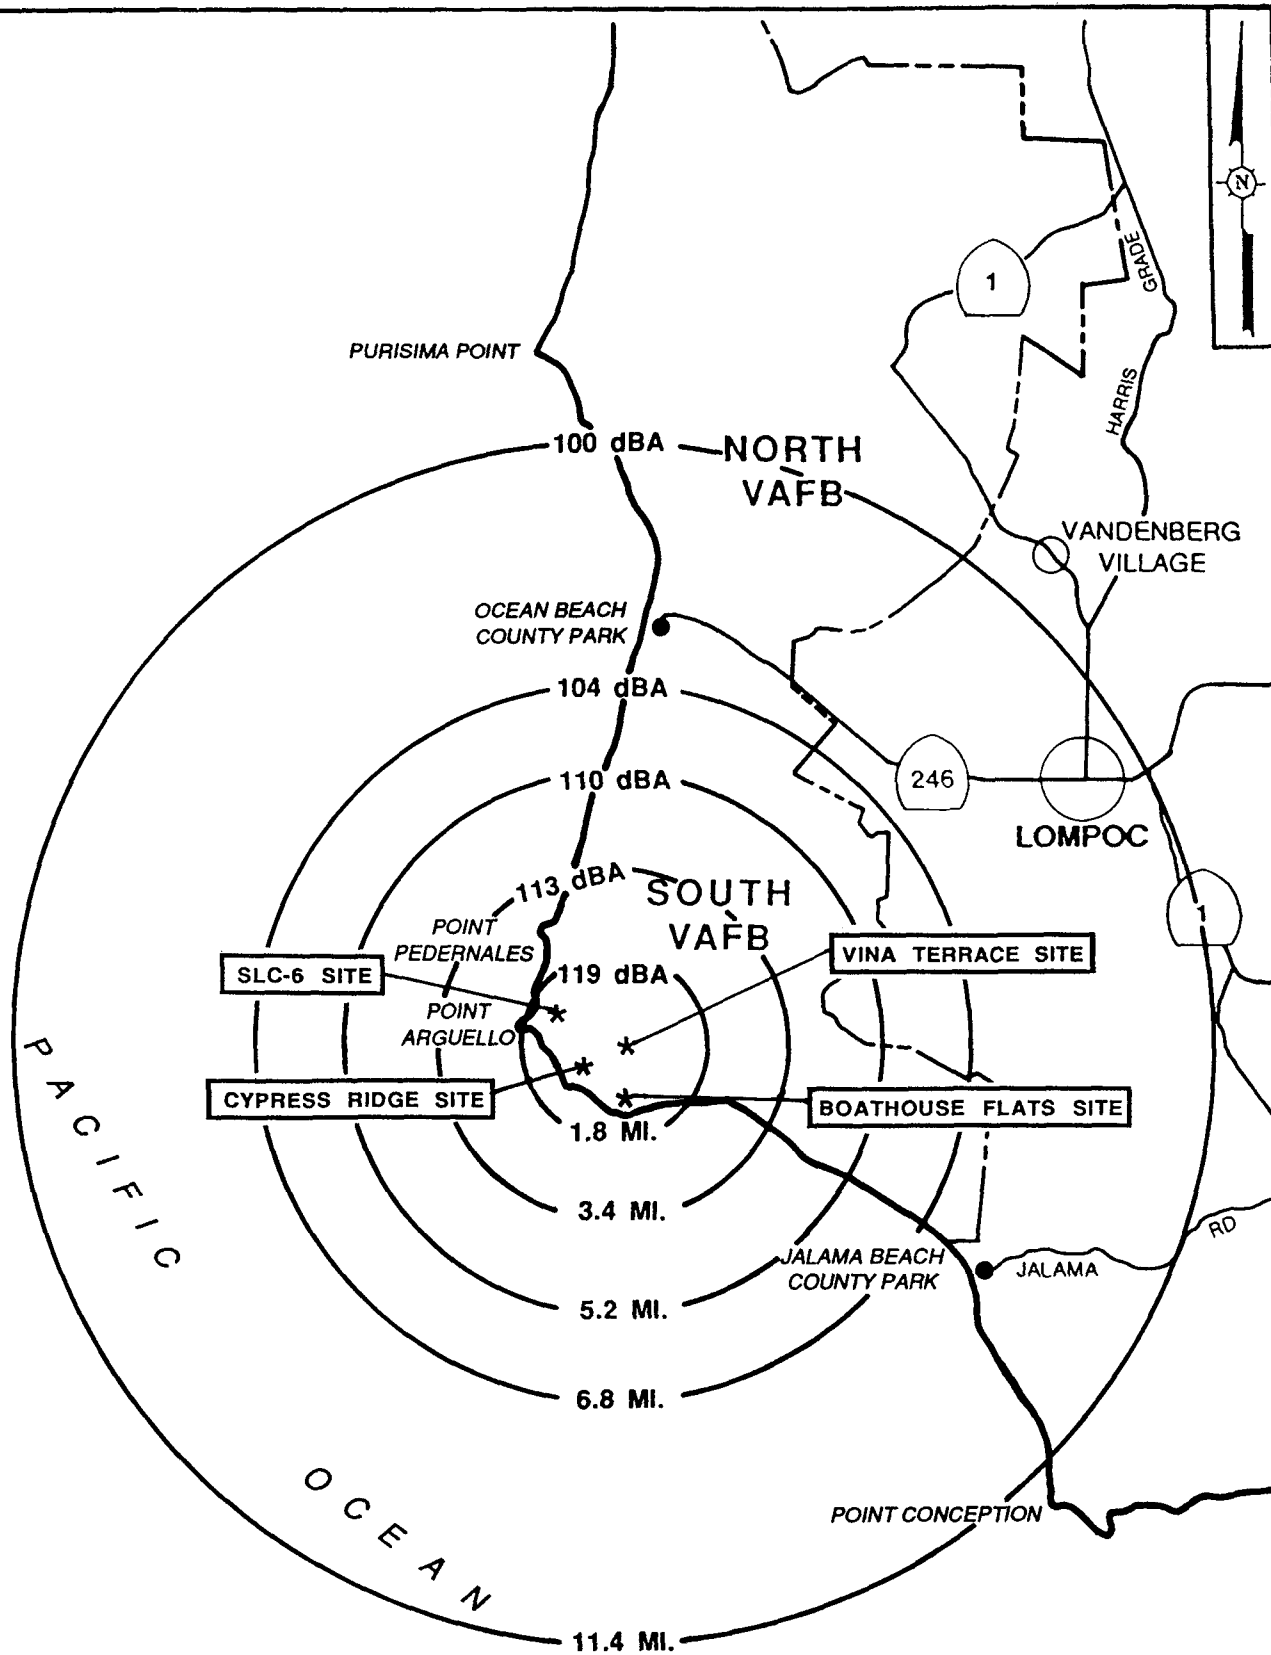 N
GRADE
1
PURISIMA POINT
HARRIS
100 dBA
NORTH
VAFB
VANDENBERG
VILLAGE
OCEAN BEACH
COUNTY PARK
104 dBA
110 dBA
246
LOMPOC
113 dBA
SOUTH
VAFB
1
POINT
PEDERNALES
VINA TERRACE SITE
SLC-6 SITE
119 dBA
POINT
ARGUELLO
CYPRESS RIDGE SITE
BOATHOUSE FLATS SITE
1.8 MI.
3.4 MI.
RD
JALAMA BEACH
COUNTY PARK
JALAMA
5.2 MI.
6.8 MI.
PACIFIC
OCEAN
POINT CONCEPTION
11.4 MI.